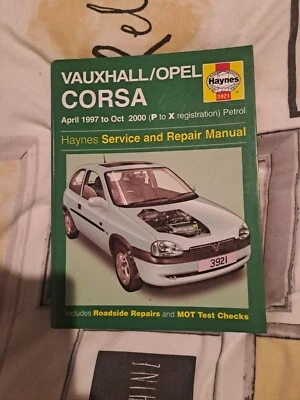 Relax
VAUXHALL/OPEL
CORSA
Haynes
3921
April 1997 to Oct 2000 (P to X registration) Petrol
Haynes Service and Repair Manual
3921
Includes Roadside Repairs and MOT Test Checks